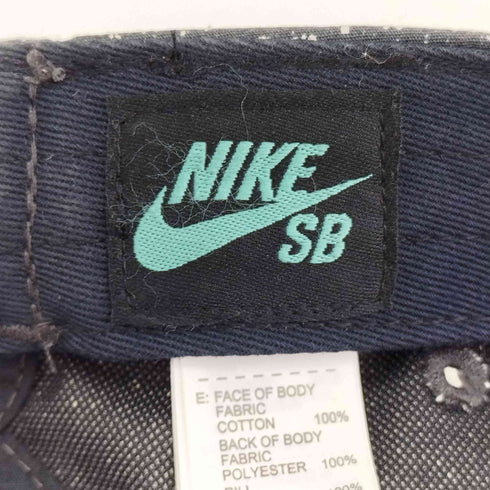 NIKE
SB
E: FACE OF BODY
FABRIC
COTTON 100%
BACK OF BODY
FABRIC
POLYESTER 100%